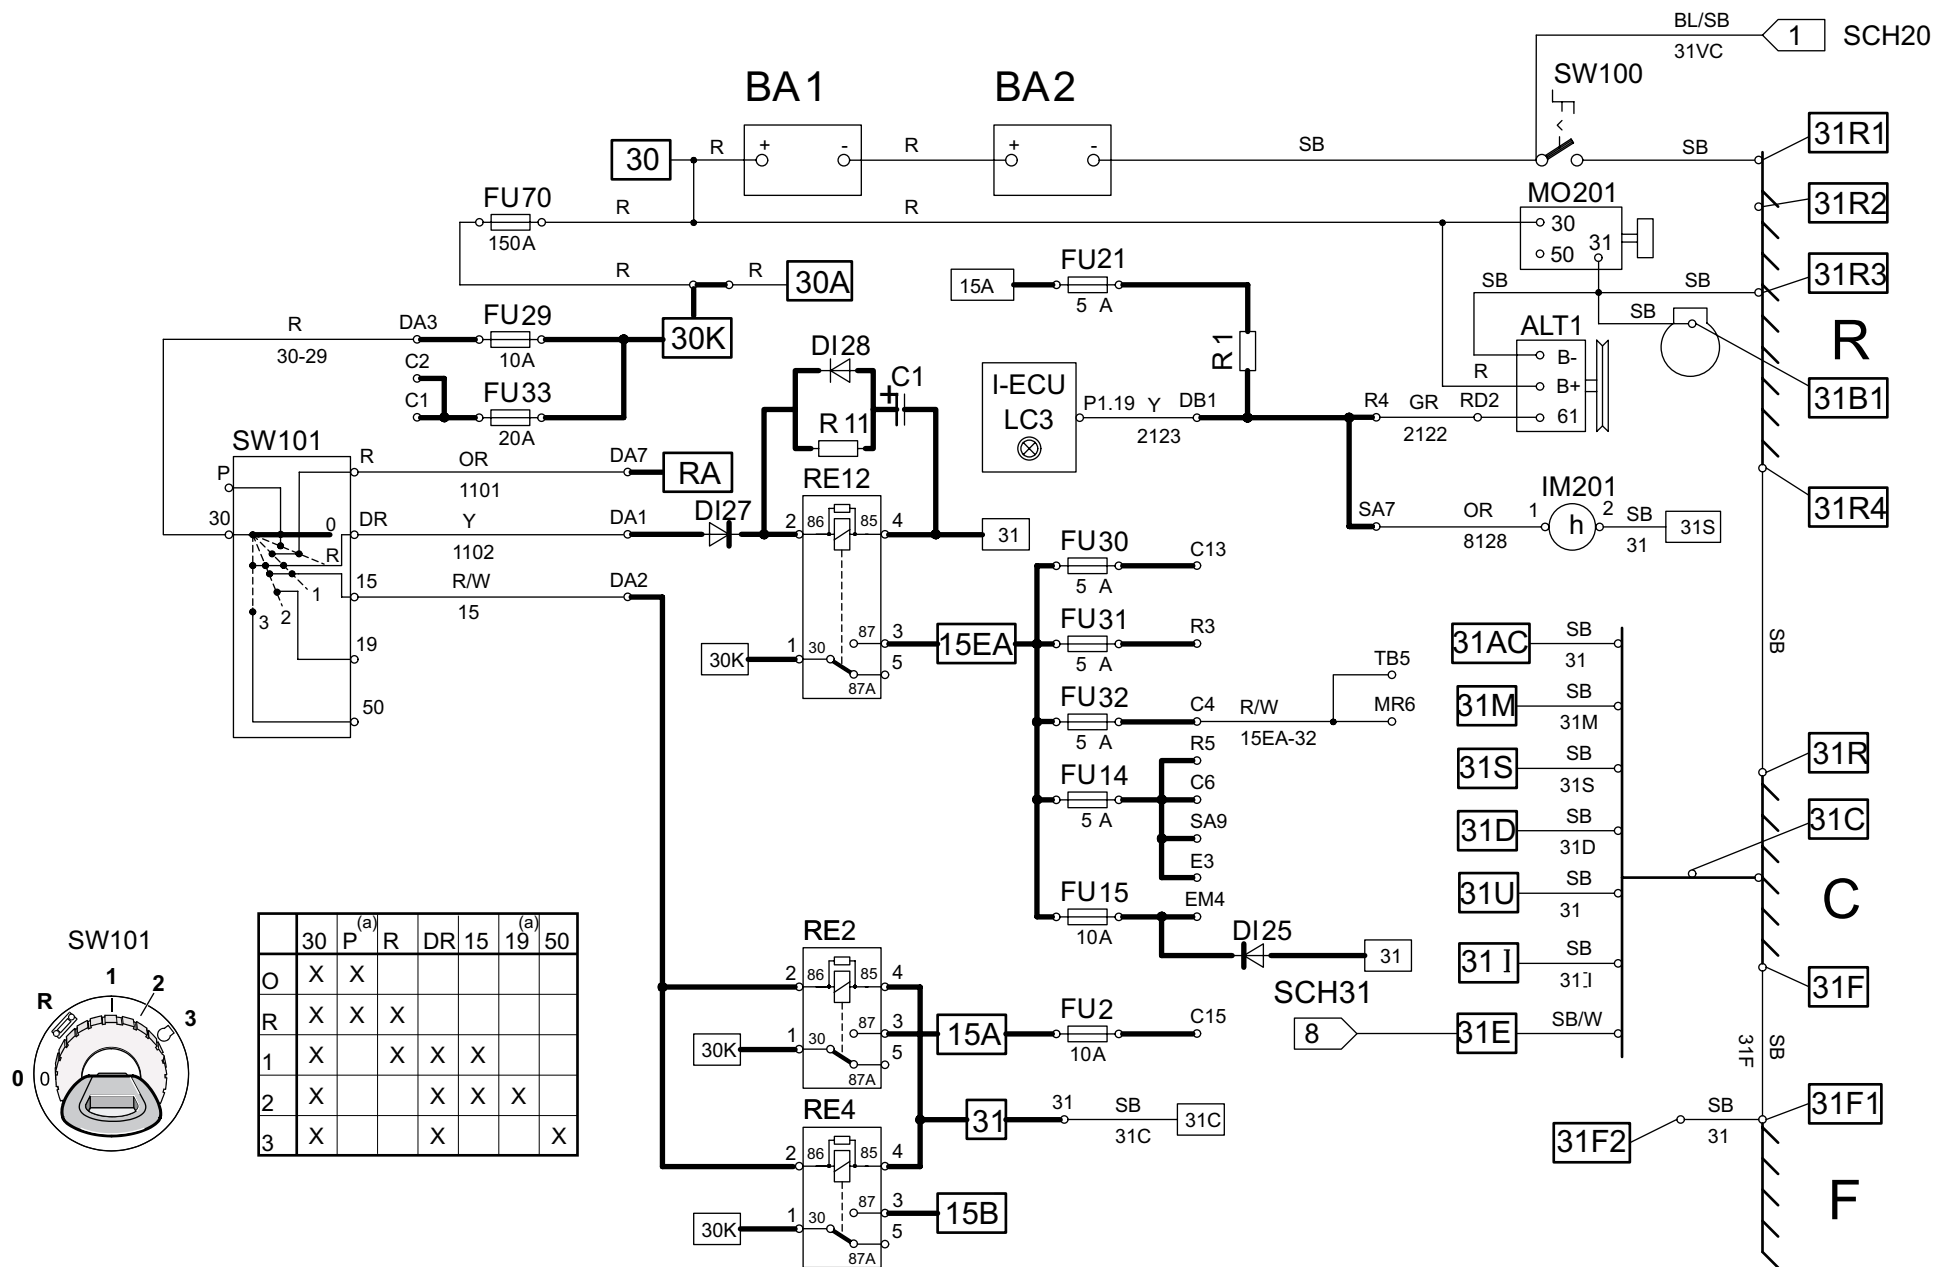 BL/SB
1 SCH20
31VC
SW100
BA1 BA2
31R1
30 R + - R + - SB SB
31R2
FU70 R R
150A
MO201
30
31
50
31R3
R R 30A
15A FU21
5 A
SB SB
SB
R
R DA3 FU29 30K
30-29 10A
C2
C1 FU33
20A
DI28 C1
+
R11
R1
ALT1
B-
R B+
61
31B1
I-ECU
LC3
P1.19 Y DB1
2123
R4 GR RD2
2122
SW101
P
30
0
R
1
2
3
R OR DA7 RA
1101
DR Y DA1 DI27
1102
15 R/W DA2
15
19
50
RE12
2 86 85 4 31
1 30 87 3
5
87A
30K
15EA
31R4
SA7 OR 1 h 2 SB 31S
8128 IM201 31
FU30 C13
5 A
FU31 R3
5 A
FU32 C4 R/W
5 A 15EA-32
TB5
MR6
FU14 R5
5 A C6
SA9
E3
FU15 EM4
10A
DI25 31
31AC SB
31
31M SB
31M
31S SB
31S
31D SB
31D
31U SB
31
31I SB
31I
SCH31
8 31E SB/W
SB
31R
31C
C
31F
SB
31F
31F1
31F2 SB
31
F
RE2
2 86 85 4
1 30 87 3
5
87A
30K
15A FU2 C15
10A
31 31 SB 31C
31C
RE4
2 86 85 4
1 30 87 3
5
87A
30K
15B
SW101
0 0 R 1 2 3
30 P(a) R DR 15 19(a) 50
O X X
R X X X
1 X X X X
2 X X X X
3 X X X